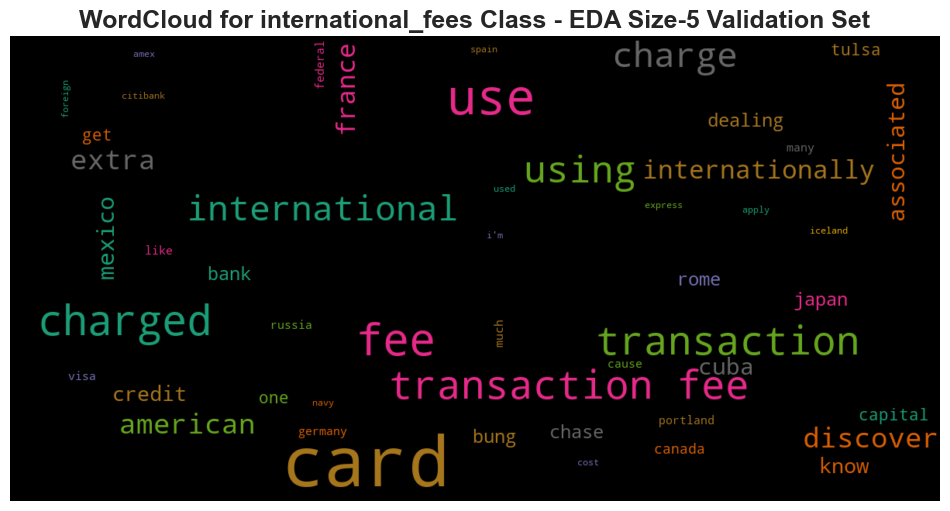 WordCloud for international_fees Class - EDA Size-5 Validation Set
amex
spain
federal
france
charge
tulsa
foreign
citibank
use
associated
dealing
get
extra
many
using
internationally
used
international
express
apply
mexico
i'm
iceland
like
bank
rome
japan
charged
russia
fee
much
transaction
cause
cuba
visa
transaction fee
credit
one
navy
american
germany
bung
chase
portland
capital
canada
discover
card
cost
know